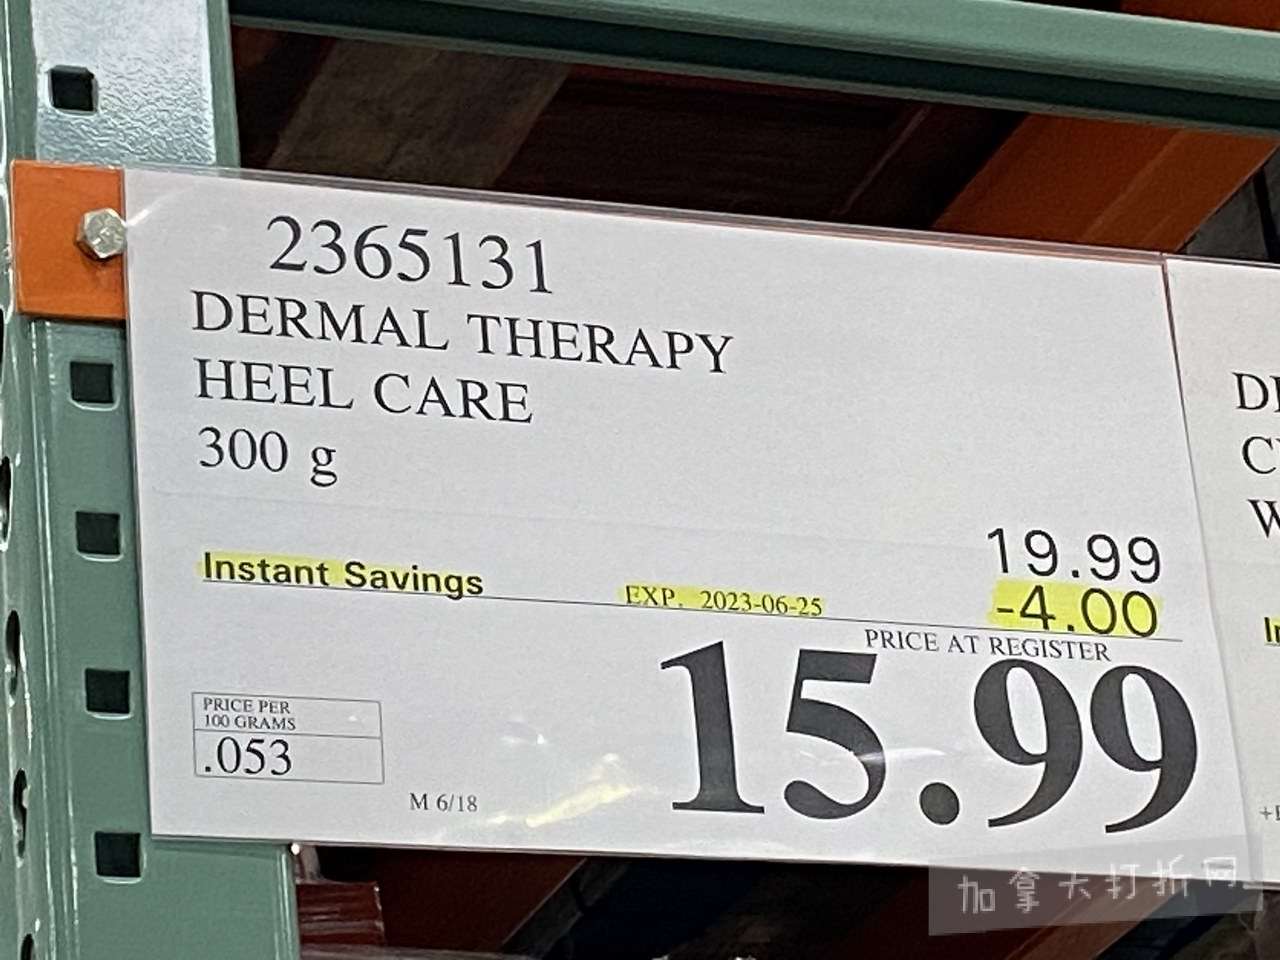 2365131
DERMAL THERAPY
HEEL CARE
300 g
19.99
Instant Savings EXP. 2023-06-25 -4.00
PRICE AT REGISTER
15.99
PRICE PER
100 GRAMS
.053
M 6/18
加拿大打折网